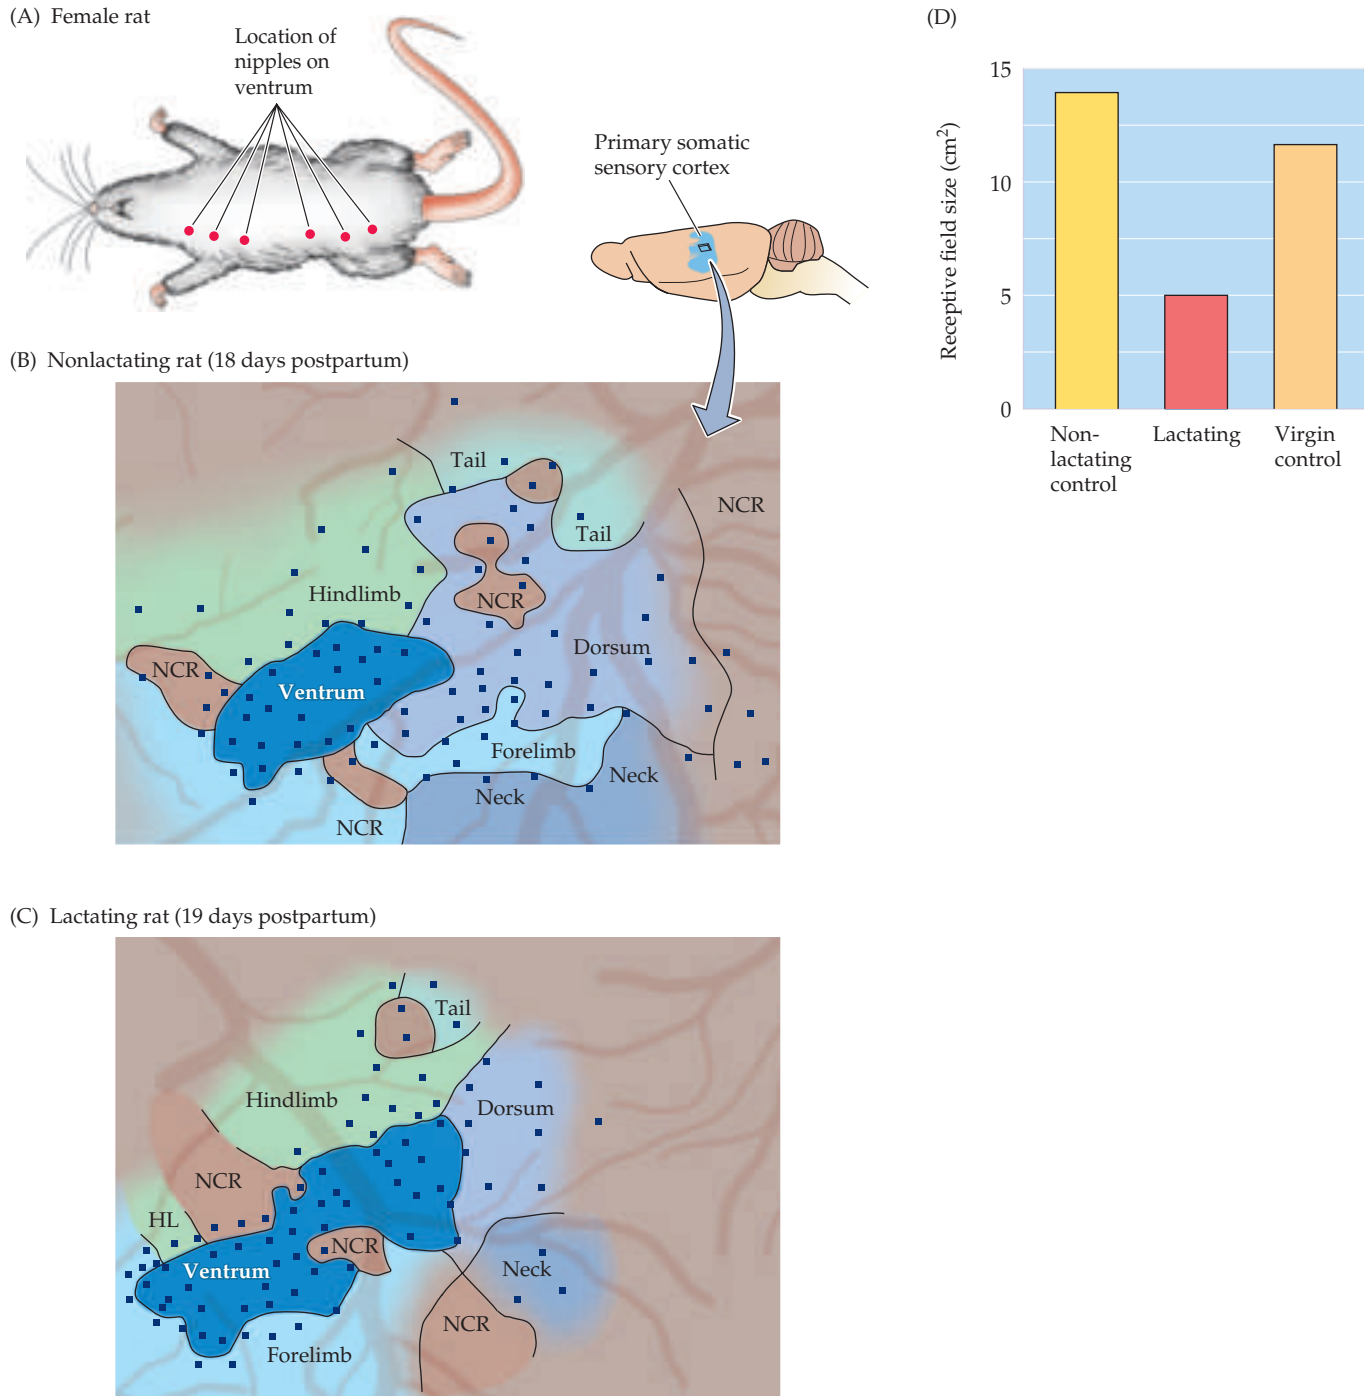 (A) Female rat
Location of
nipples on
ventrum
Primary somatic
sensory cortex
(B) Nonlactating rat (18 days postpartum)
Tail
Tail
NCR
Hindlimb
NCR
NCR
Dorsum
Ventrum
Forelimb
Neck
Neck
NCR
(C) Lactating rat (19 days postpartum)
Tail
Hindlimb
Dorsum
NCR
HL
NCR
Ventrum
Neck
NCR
Forelimb
(D)
Receptive field size (cm²)
15
10
5
0
Non-
lactating
control
Lactating
Virgin
control